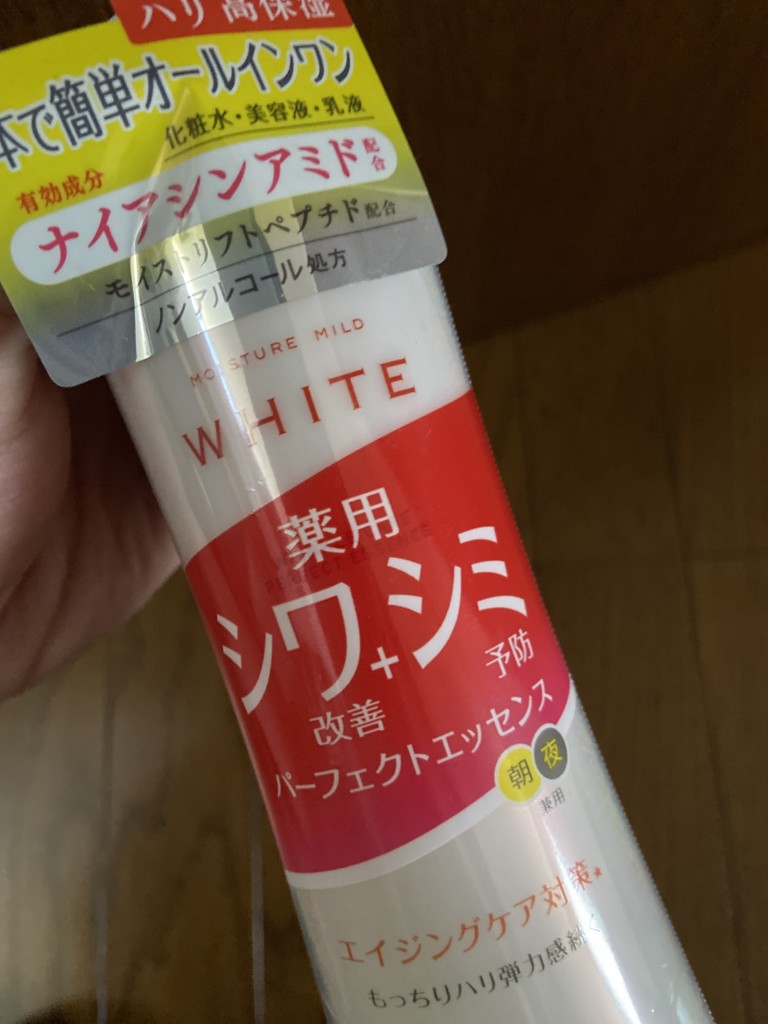 ハリ 高保湿
本で簡単オールインワン
化粧水・美容液・乳液
有効成分
ナイアシンアミド配合
モイストリフトペプチド配合
ノンアルコール処方
MOISTURE MILD
WHITE
薬用
シワ+シミ
改善 予防
パーフェクトエッセンス
朝 夜
兼用
エイジングケア対策*
もっちりハリ弾力感続く